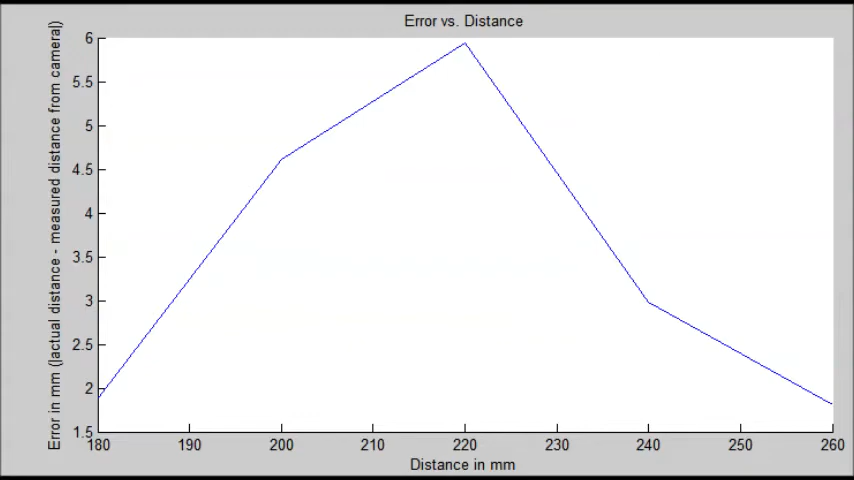 Error vs. Distance
Error in mm (|actual distance - measured distance from camera|)
6
5.5
5
4.5
4
3.5
3
2.5
2
1.5
180 190 200 210 220 230 240 250 260
Distance in mm